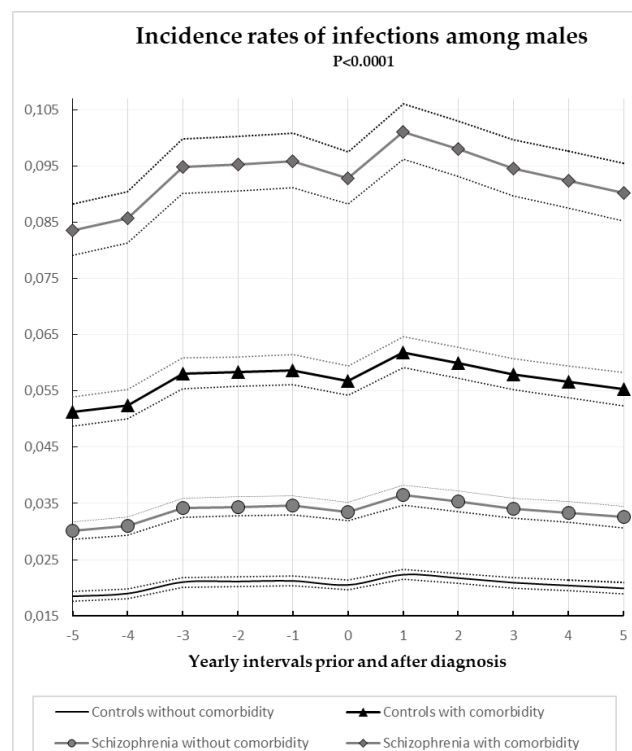 Incidence rates of infections among males
P<0.0001
0,105
0,095
0,085
0,075
0,065
0,055
0,045
0,035
0,025
0,015
-5 -4 -3 -2 -1 0 1 2 3 4 5
Yearly intervals prior and after diagnosis
Controls without comorbidity Controls with comorbidity
Schizophrenia without comorbidity Schizophrenia with comorbidity